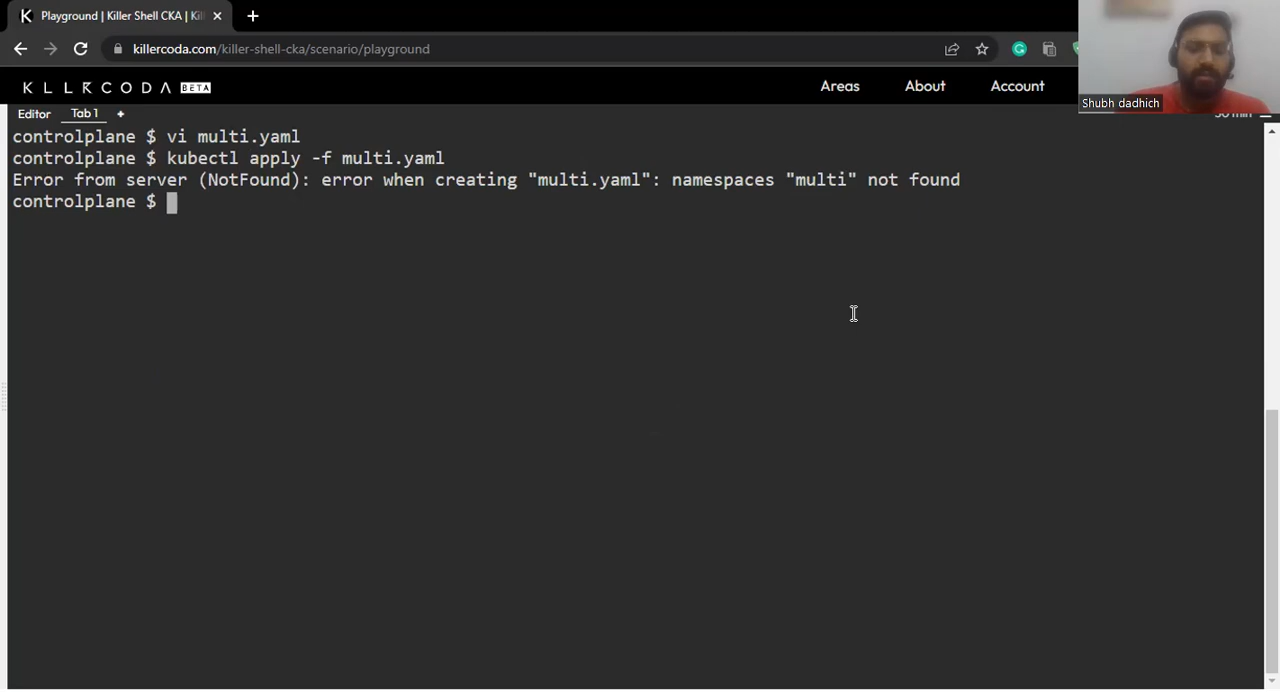 Playground | Killer Shell CKA | Kil
killercoda.com/killer-shell-cka/scenario/playground
KILLERCODA BETA
Areas About Account
Shubh dadhich
Editor Tab 1 +
30 min
controlplane $ vi multi.yaml
controlplane $ kubectl apply -f multi.yaml
Error from server (NotFound): error when creating "multi.yaml": namespaces "multi" not found
controlplane $